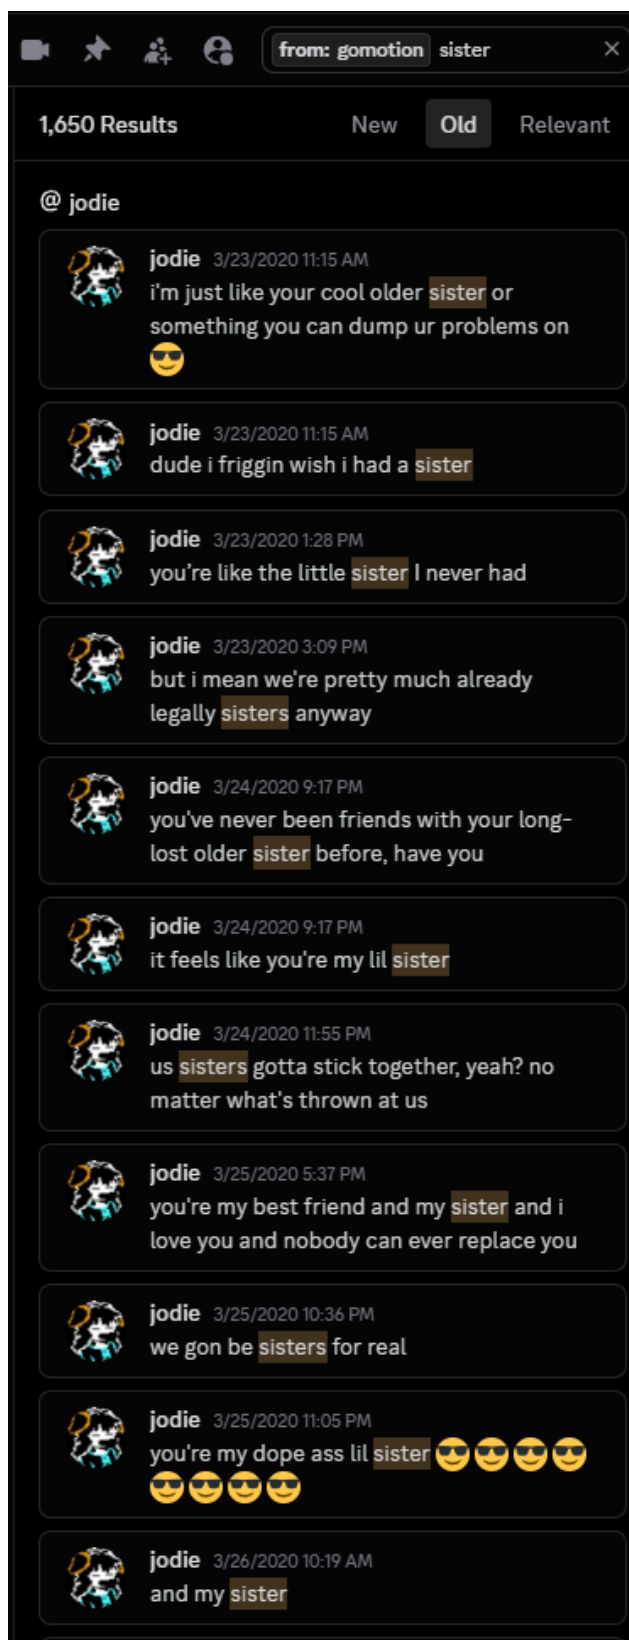 from: gomotion sister
1,650 Results New Old Relevant
@ jodie
jodie 3/23/2020 11:15 AM
i'm just like your cool older sister or
something you can dump ur problems on
😎
jodie 3/23/2020 11:15 AM
dude i friggin wish i had a sister
jodie 3/23/2020 1:28 PM
you're like the little sister I never had
jodie 3/23/2020 3:09 PM
but i mean we're pretty much already
legally sisters anyway
jodie 3/24/2020 9:17 PM
you've never been friends with your long-
lost older sister before, have you
jodie 3/24/2020 9:17 PM
it feels like you're my lil sister
jodie 3/24/2020 11:55 PM
us sisters gotta stick together, yeah? no
matter what's thrown at us
jodie 3/25/2020 5:37 PM
you're my best friend and my sister and i
love you and nobody can ever replace you
jodie 3/25/2020 10:36 PM
we gon be sisters for real
jodie 3/25/2020 11:05 PM
you're my dope ass lil sister 😎😎😎😎
😎😎😎😎
jodie 3/26/2020 10:19 AM
and my sister